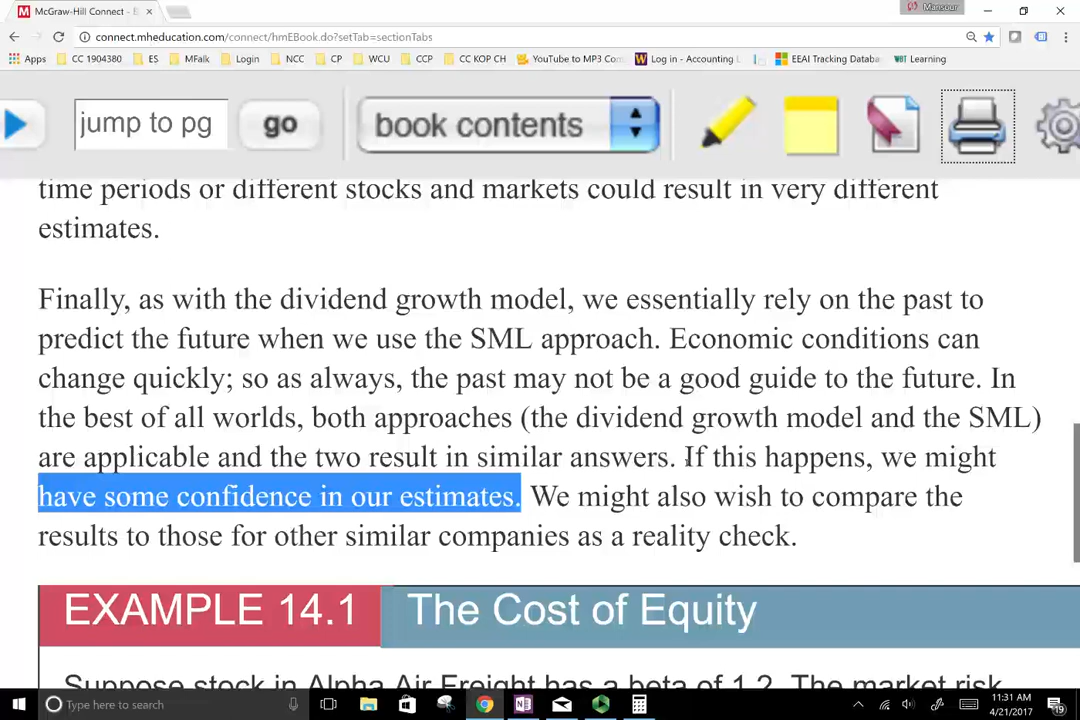 McGraw-Hill Connect -
Mansour
connect.mheducation.com/connect/hmEBook.do?setTab=sectionTabs
Apps CC 1904380 ES MFalk Login NCC CP WCU CCP CC KOP CH YouTube to MP3 Con Log in - Accounting EEAI Tracking Databa WBT Learning
jump to pg go book contents
time periods or different stocks and markets could result in very different
estimates.
Finally, as with the dividend growth model, we essentially rely on the past to
predict the future when we use the SML approach. Economic conditions can
change quickly; so as always, the past may not be a good guide to the future. In
the best of all worlds, both approaches (the dividend growth model and the SML)
are applicable and the two result in similar answers. If this happens, we might
have some confidence in our estimates. We might also wish to compare the
results to those for other similar companies as a reality check.
EXAMPLE 14.1 The Cost of Equity
Suppose stock in Alpha Air Freight has a beta of 1.2. The market risk
Type here to search
11:31 AM
4/21/2017
19